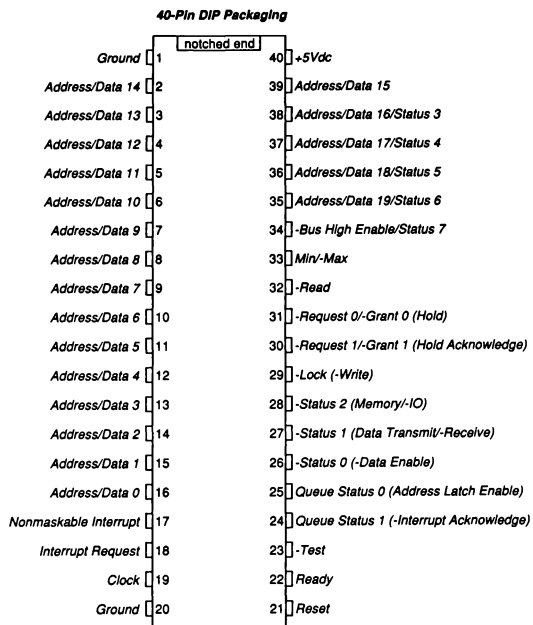 40-Pin DIP Packaging
notched end
Ground 1 40 +5Vdc
Address/Data 14 2 39 Address/Data 15
Address/Data 13 3 38 Address/Data 16/Status 3
Address/Data 12 4 37 Address/Data 17/Status 4
Address/Data 11 5 36 Address/Data 18/Status 5
Address/Data 10 6 35 Address/Data 19/Status 6
Address/Data 9 7 34 -Bus High Enable/Status 7
Address/Data 8 8 33 Min/-Max
Address/Data 7 9 32 -Read
Address/Data 6 10 31 -Request 0/-Grant 0 (Hold)
Address/Data 5 11 30 -Request 1/-Grant 1 (Hold Acknowledge)
Address/Data 4 12 29 -Lock (-Write)
Address/Data 3 13 28 -Status 2 (Memory/-IO)
Address/Data 2 14 27 -Status 1 (Data Transmit/-Receive)
Address/Data 1 15 26 -Status 0 (-Data Enable)
Address/Data 0 16 25 Queue Status 0 (Address Latch Enable)
Nonmaskable Interrupt 17 24 Queue Status 1 (-Interrupt Acknowledge)
Interrupt Request 18 23 -Test
Clock 19 22 Ready
Ground 20 21 Reset